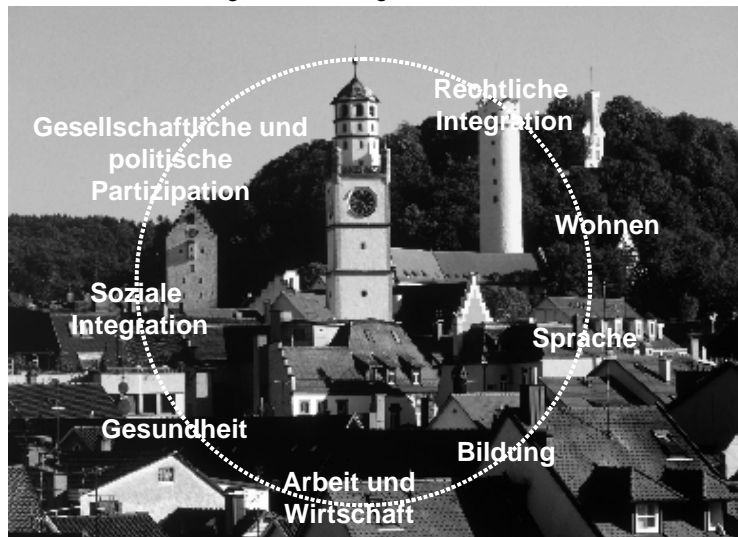 Rechtliche
Integration
Wohnen
Sprache
Bildung
Arbeit und
Wirtschaft
Gesundheit
Soziale
Integration
Gesellschaftliche und
politische
Partizipation